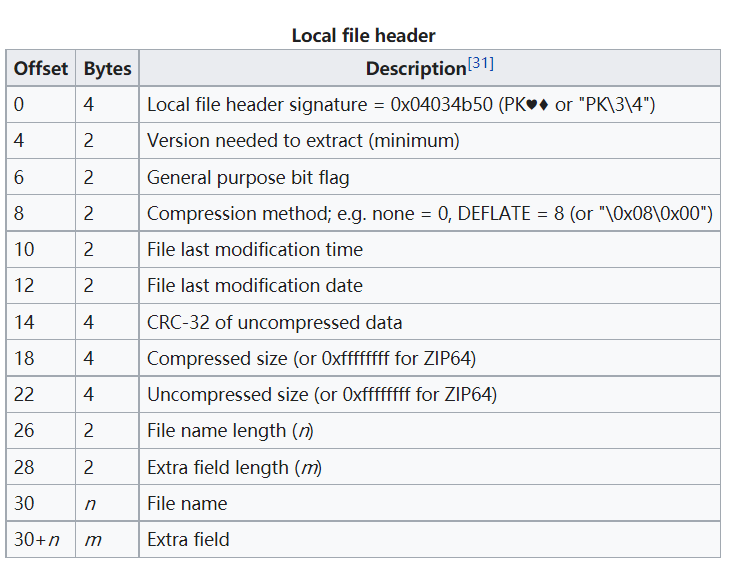 Local file header
Offset Bytes Description[31]
0 4 Local file header signature = 0x04034b50 (PK♥♦ or "PK\3\4")
4 2 Version needed to extract (minimum)
6 2 General purpose bit flag
8 2 Compression method; e.g. none = 0, DEFLATE = 8 (or "\0x08\0x00")
10 2 File last modification time
12 2 File last modification date
14 4 CRC-32 of uncompressed data
18 4 Compressed size (or 0xffffffff for ZIP64)
22 4 Uncompressed size (or 0xffffffff for ZIP64)
26 2 File name length (n)
28 2 Extra field length (m)
30 n File name
30+n m Extra field